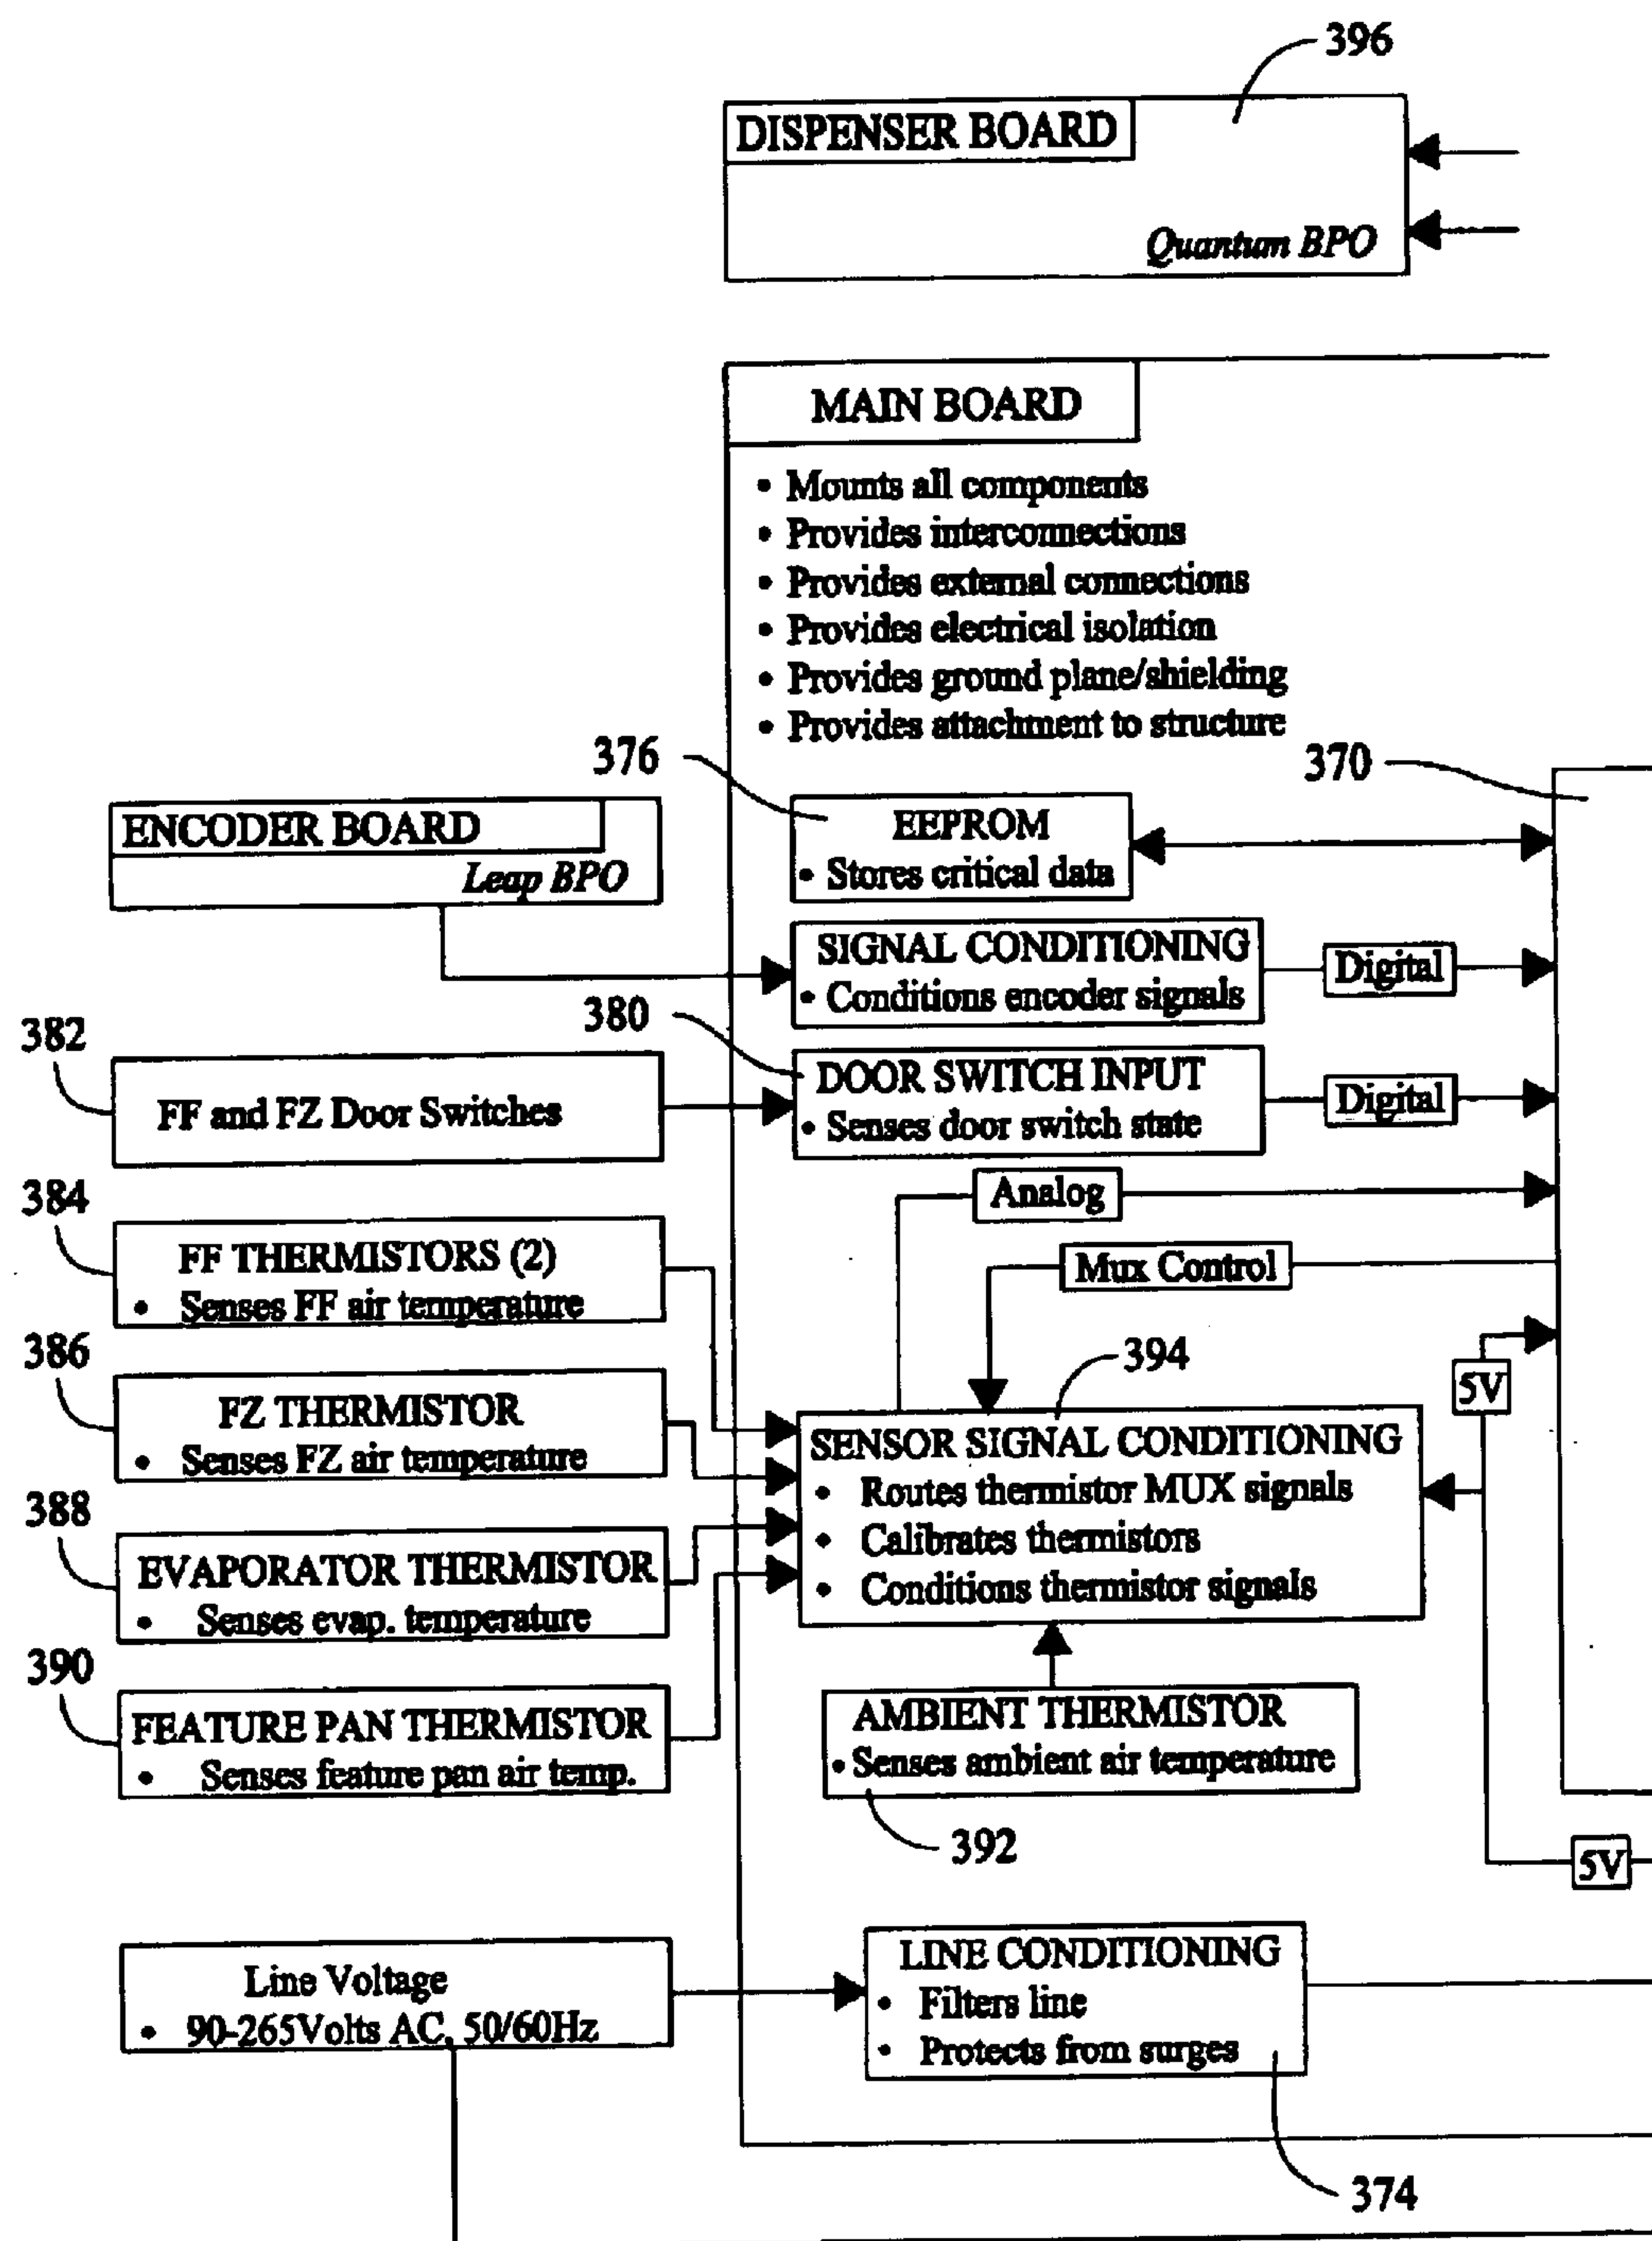 396
DISPENSER BOARD
Quantum BPO
MAIN BOARD
• Mounts all components
• Provides interconnections
• Provides external connections
• Provides electrical isolation
• Provides ground plane/shielding
• Provides attachment to structure
376
370
ENCODER BOARD
Leap BPO
EEPROM
• Stores critical data
SIGNAL CONDITIONING
• Conditions encoder signals
Digital
380
382
FF and FZ Door Switches
DOOR SWITCH INPUT
• Senses door switch state
Digital
Analog
384
FF THERMISTORS (2)
• Senses FF air temperature
Mux Control
386
FZ THERMISTOR
• Senses FZ air temperature
394
5V
SENSOR SIGNAL CONDITIONING
• Routes thermistor MUX signals
• Calibrates thermistors
• Conditions thermistor signals
388
EVAPORATOR THERMISTOR
• Senses evap. temperature
390
FEATURE PAN THERMISTOR
• Senses feature pan air temp.
AMBIENT THERMISTOR
• Senses ambient air temperature
392
5V
Line Voltage
• 90-265Volts AC, 50/60Hz
LINE CONDITIONING
• Filters line
• Protects from surges
374